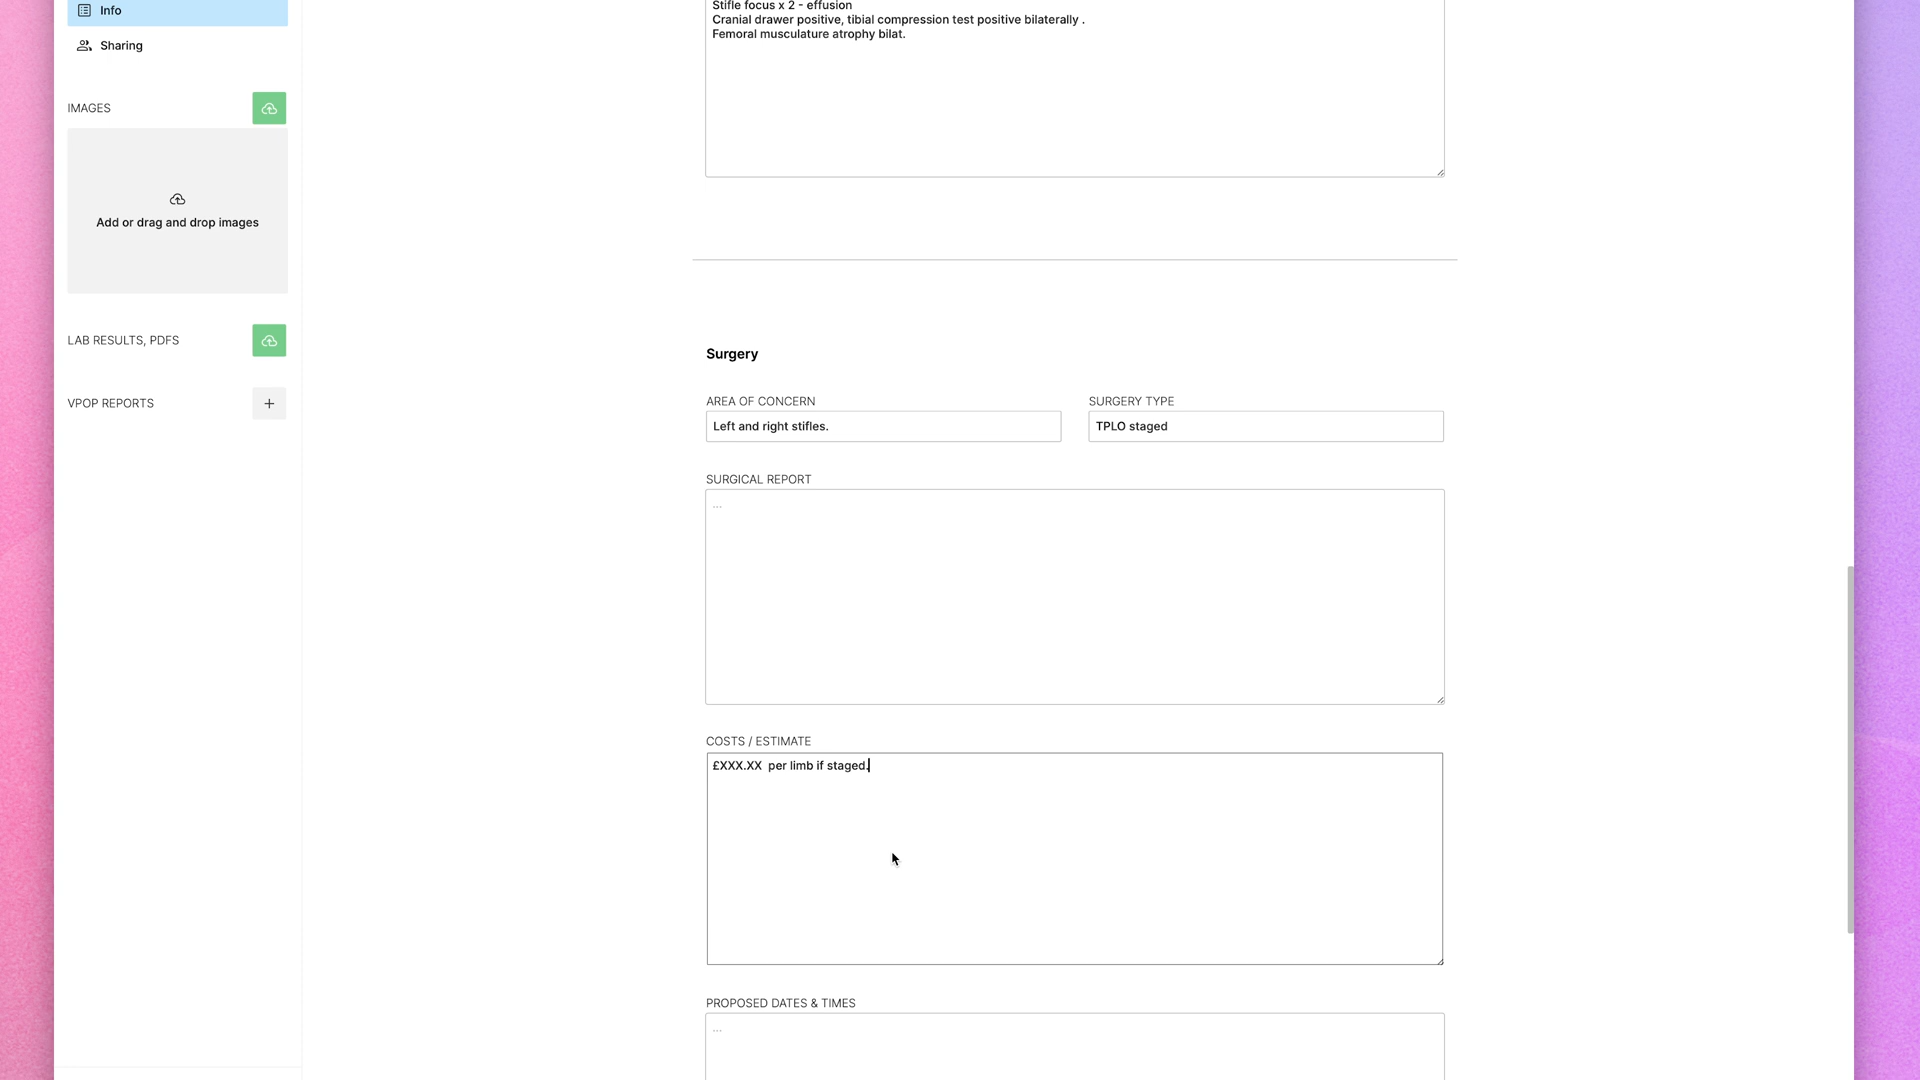 Info
Sharing
IMAGES
Add or drag and drop images
LAB RESULTS, PDFS
VPOP REPORTS
Stifle focus x 2 - effusion
Cranial drawer positive, tibial compression test positive bilaterally .
Femoral musculature atrophy bilat.
Surgery
AREA OF CONCERN
Left and right stifles.
SURGERY TYPE
TPLO staged
SURGICAL REPORT
...
COSTS / ESTIMATE
£XXX.XX  per limb if staged.
PROPOSED DATES & TIMES
...